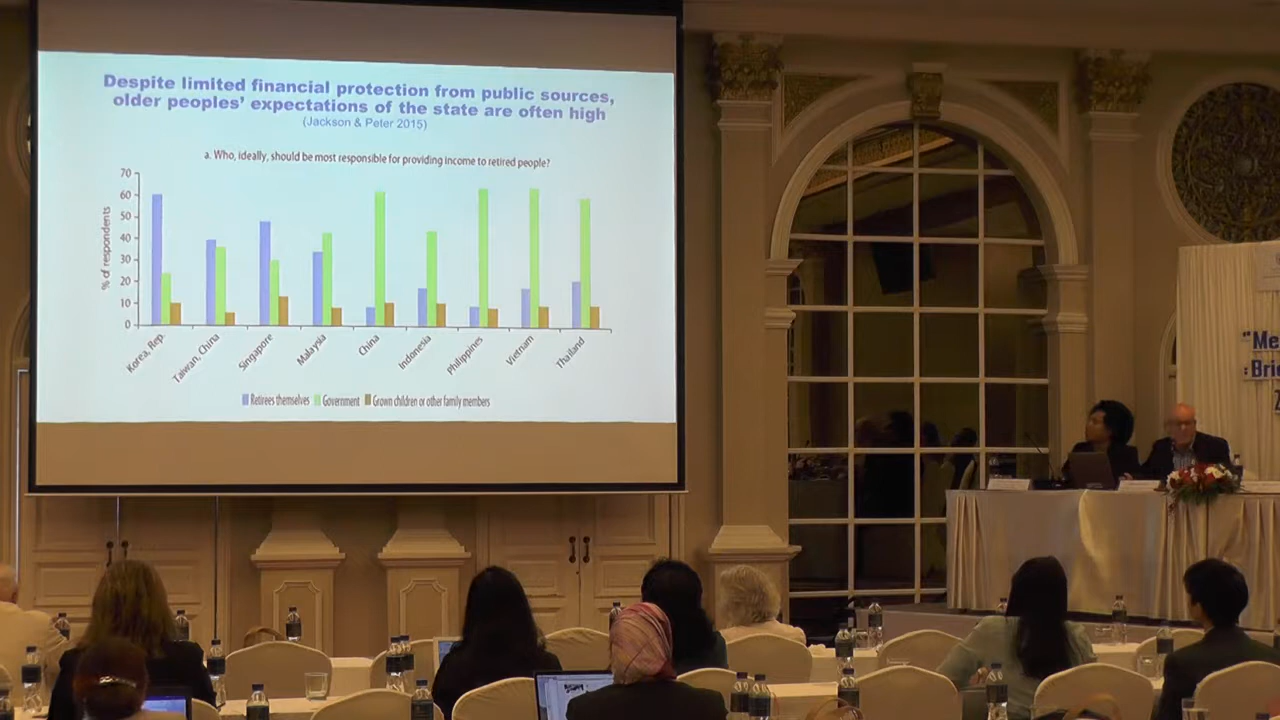 Despite limited financial protection from public sources,
older peoples’ expectations of the state are often high
(Jackson & Peter 2015)
a. Who, ideally, should be most responsible for providing income to retired people?
% of respondents
70
60
50
40
30
20
10
0
Korea, Rep.
Taiwan, China
Singapore
Malaysia
China
Indonesia
Philippines
Vietnam
Thailand
Retirees themselves
Government
Grown children or other family members
"Me
: Brie